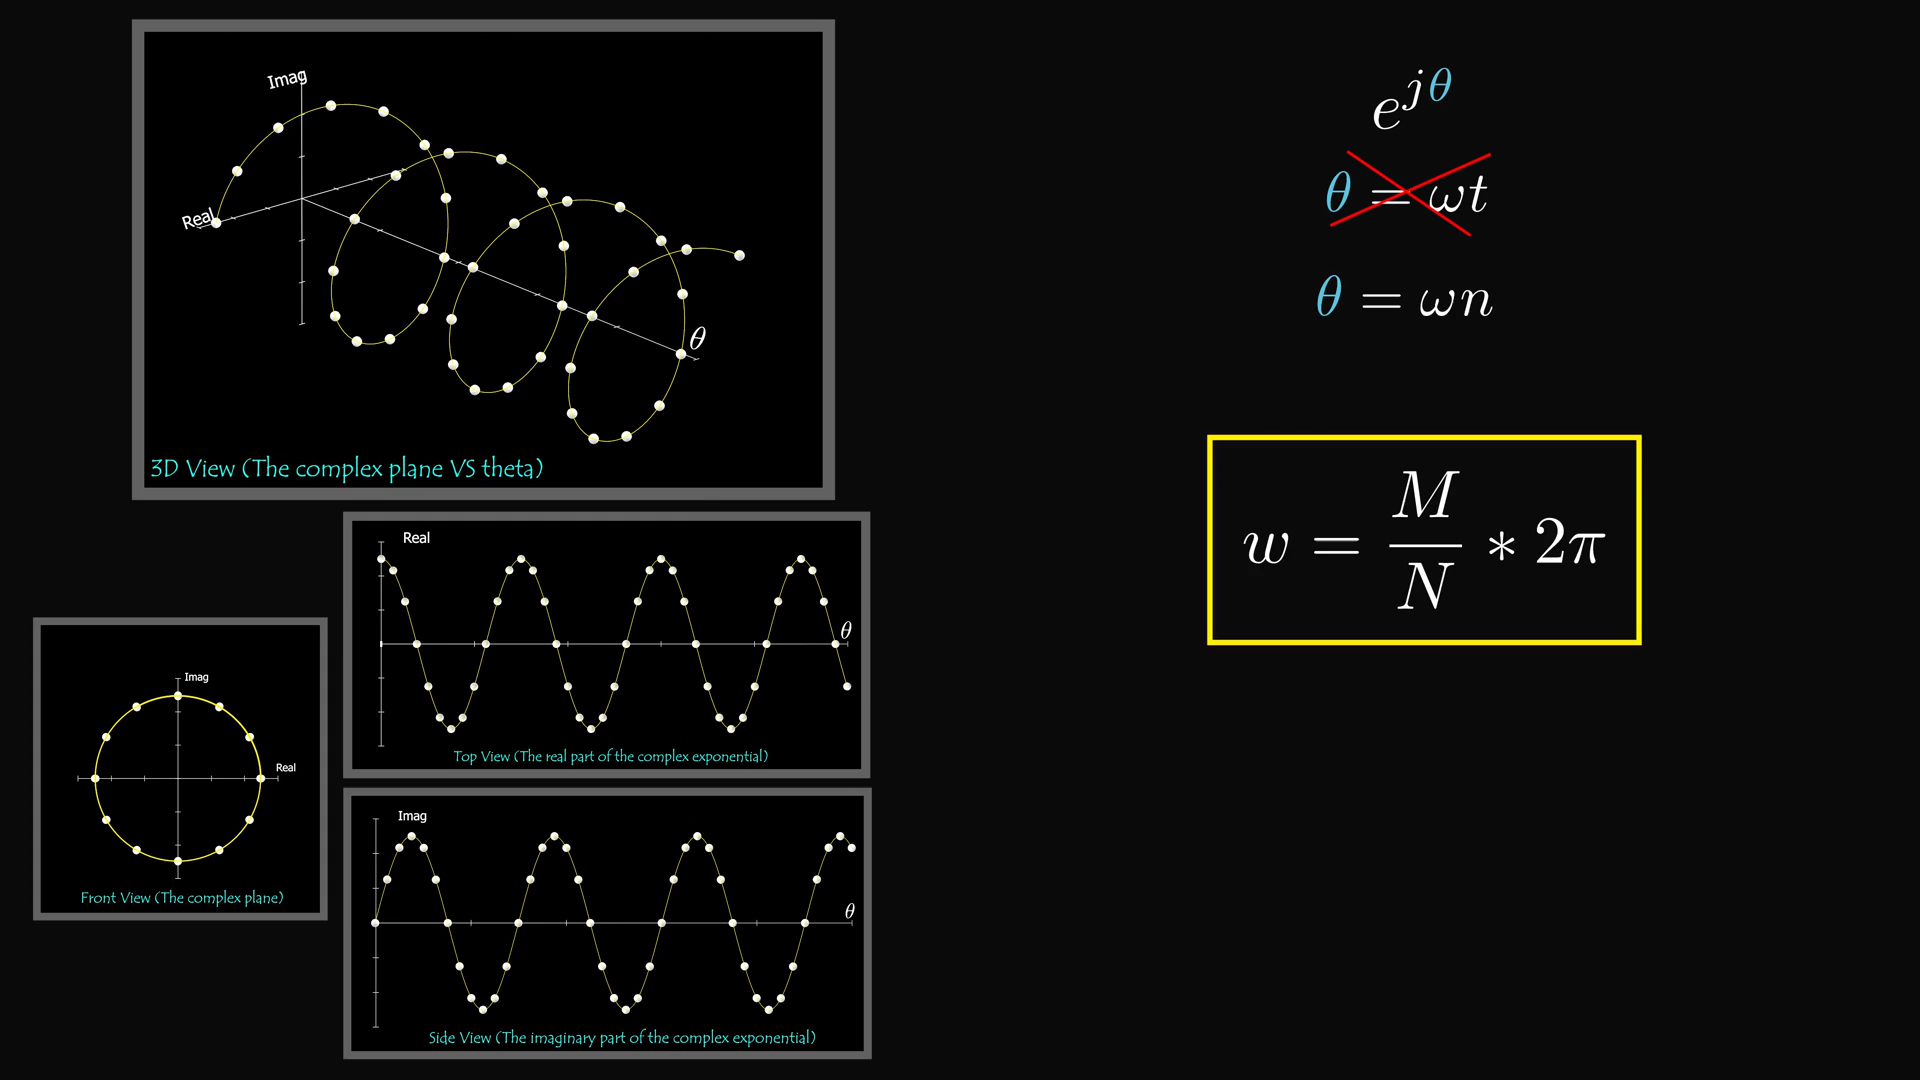 Imag
Real
θ
3D View (The complex plane VS theta)
Real
θ
Top View (The real part of the complex exponential)
Imag
Real
Front View (The complex plane)
Imag
θ
Side View (The imaginary part of the complex exponential)
e^{jθ}
θ = ωt
θ = ωn
w = \frac{M}{N} * 2π